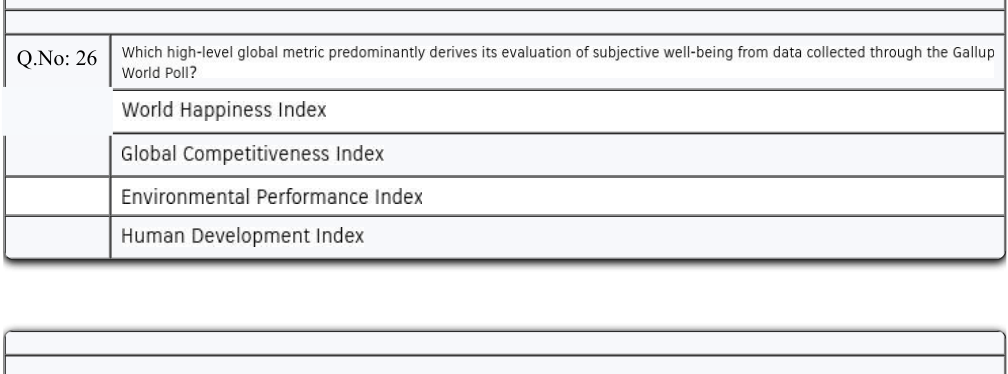 Q.No: 26
Which high-level global metric predominantly derives its evaluation of subjective well-being from data collected through the Gallup
World Poll?
World Happiness Index
Global Competitiveness Index
Environmental Performance Index
Human Development Index